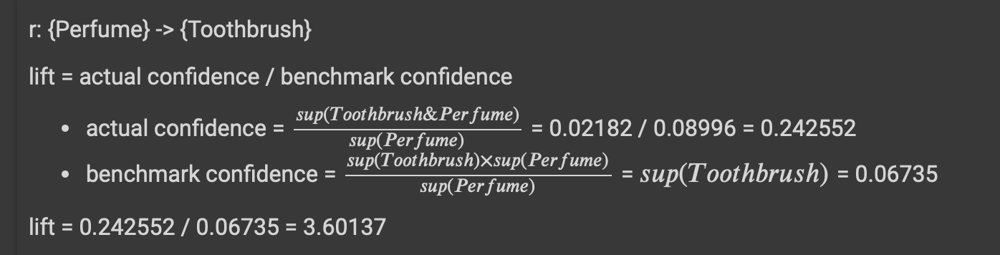 r: {Perfume} -> {Toothbrush}
lift = actual confidence / benchmark confidence
• actual confidence = \frac{sup(Toothbrush&Perfume)}{sup(Perfume)} = 0.02182 / 0.08996 = 0.242552
• benchmark confidence = \frac{sup(Toothbrush)×sup(Perfume)}{sup(Perfume)} = sup(Toothbrush) = 0.06735
lift = 0.242552 / 0.06735 = 3.60137